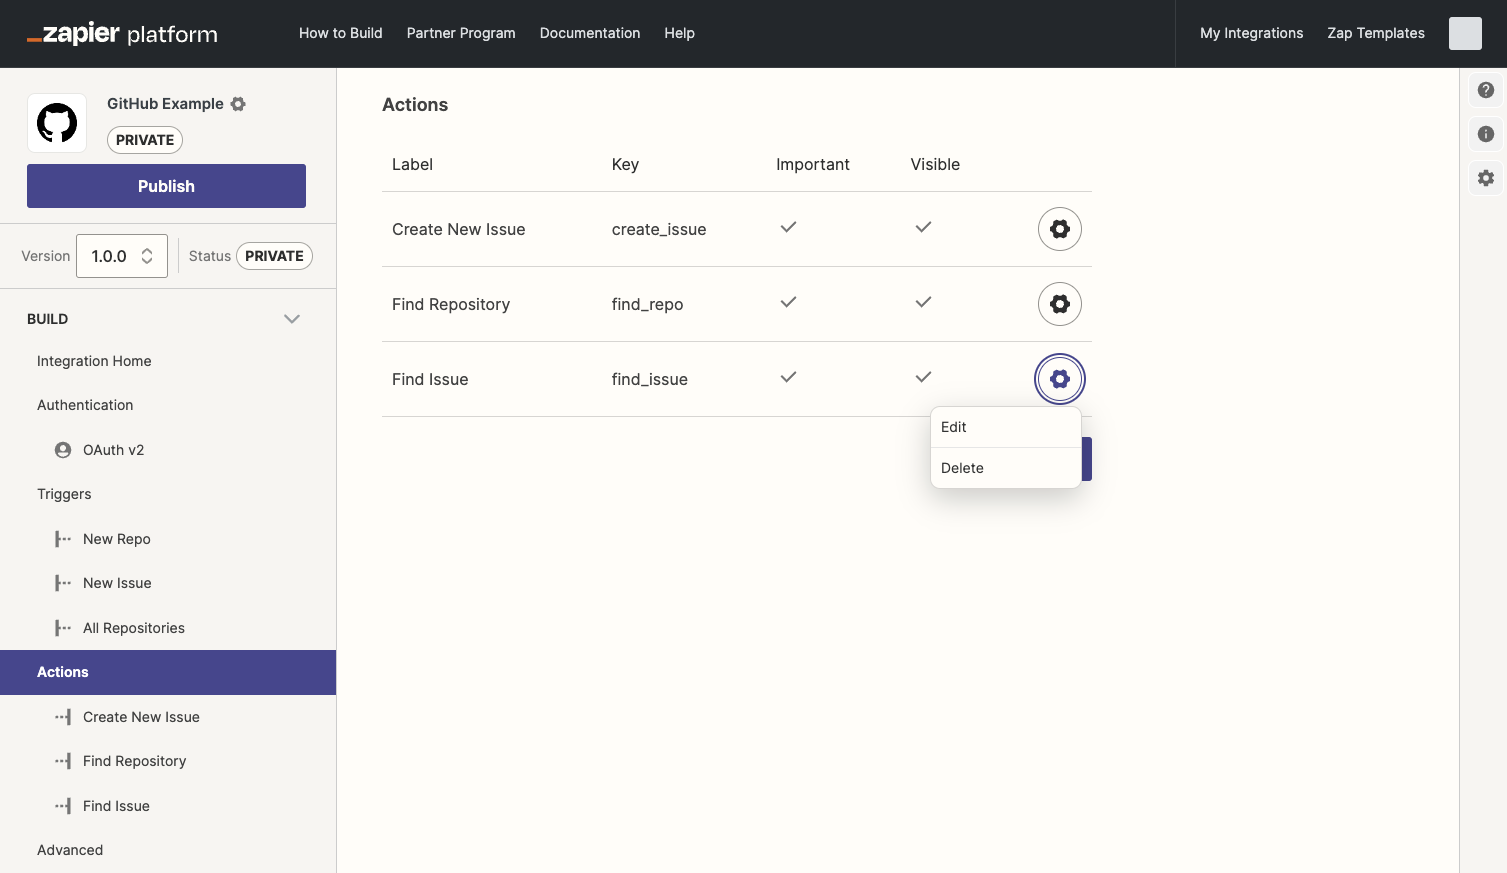 zapier platform
How to Build
Partner Program
Documentation
Help
My Integrations
Zap Templates
GitHub Example
PRIVATE
Publish
Version
1.0.0
Status
PRIVATE
BUILD
Integration Home
Authentication
OAuth v2
Triggers
New Repo
New Issue
All Repositories
Actions
Create New Issue
Find Repository
Find Issue
Advanced
Actions
Label Key Important Visible
Create New Issue create_issue
Find Repository find_repo
Find Issue find_issue
Edit
Delete